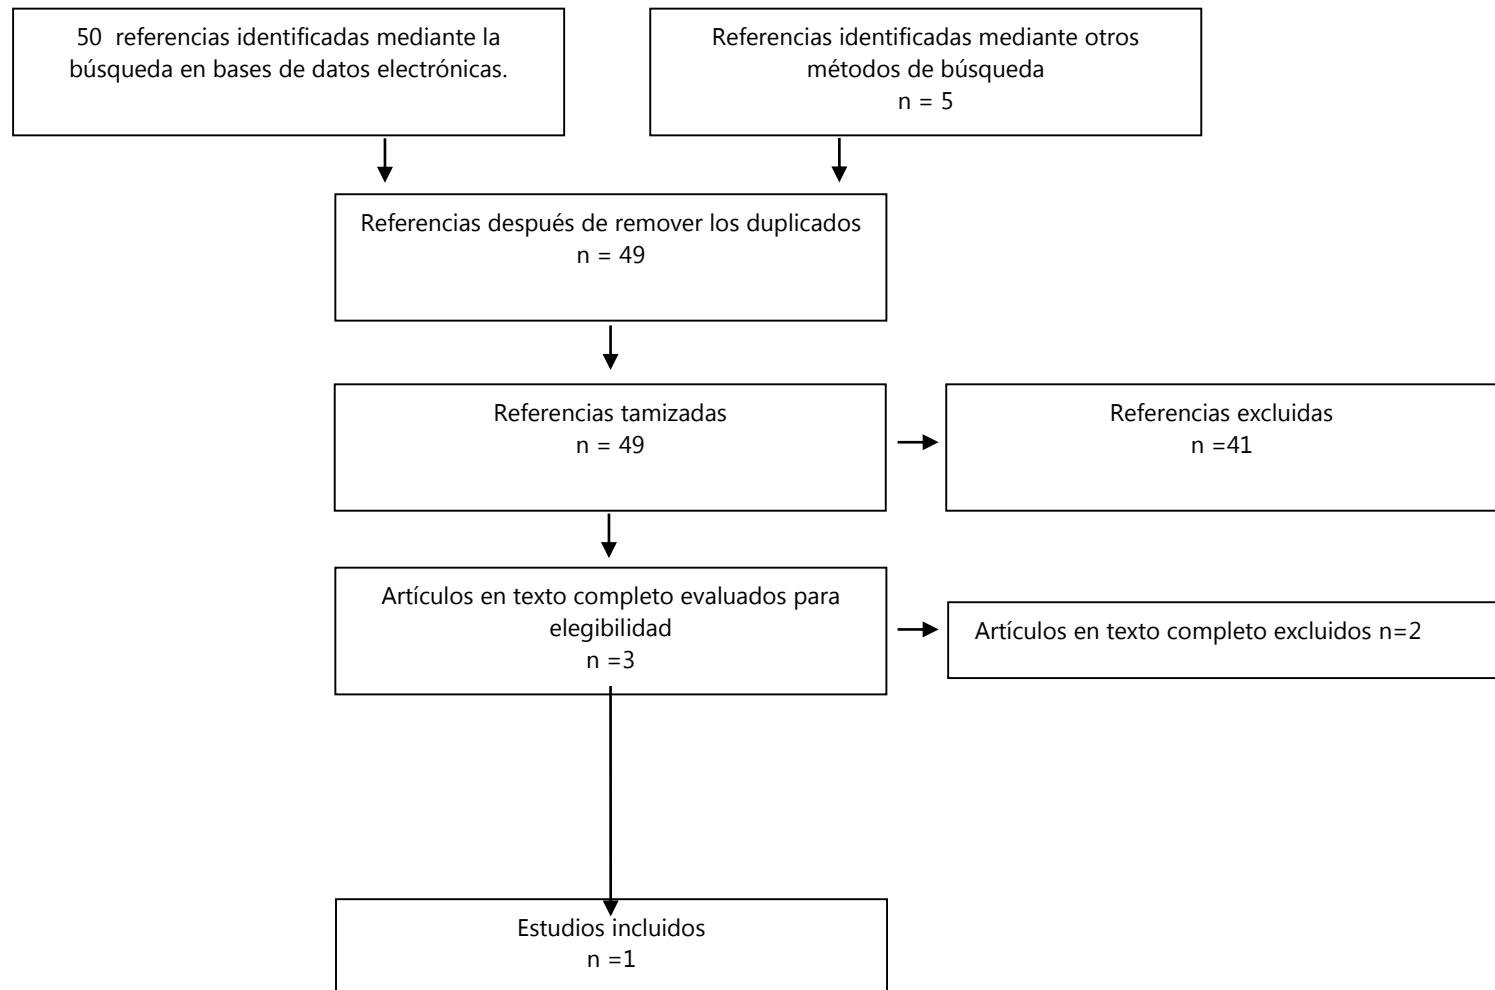 50  referencias identificadas mediante la
búsqueda en bases de datos electrónicas.
Referencias identificadas mediante otros
métodos de búsqueda
n = 5
Referencias después de remover los duplicados
n = 49
Referencias tamizadas
n = 49
Referencias excluidas
n =41
Artículos en texto completo evaluados para
elegibilidad
n =3
Artículos en texto completo excluidos n=2
Estudios incluidos
n =1